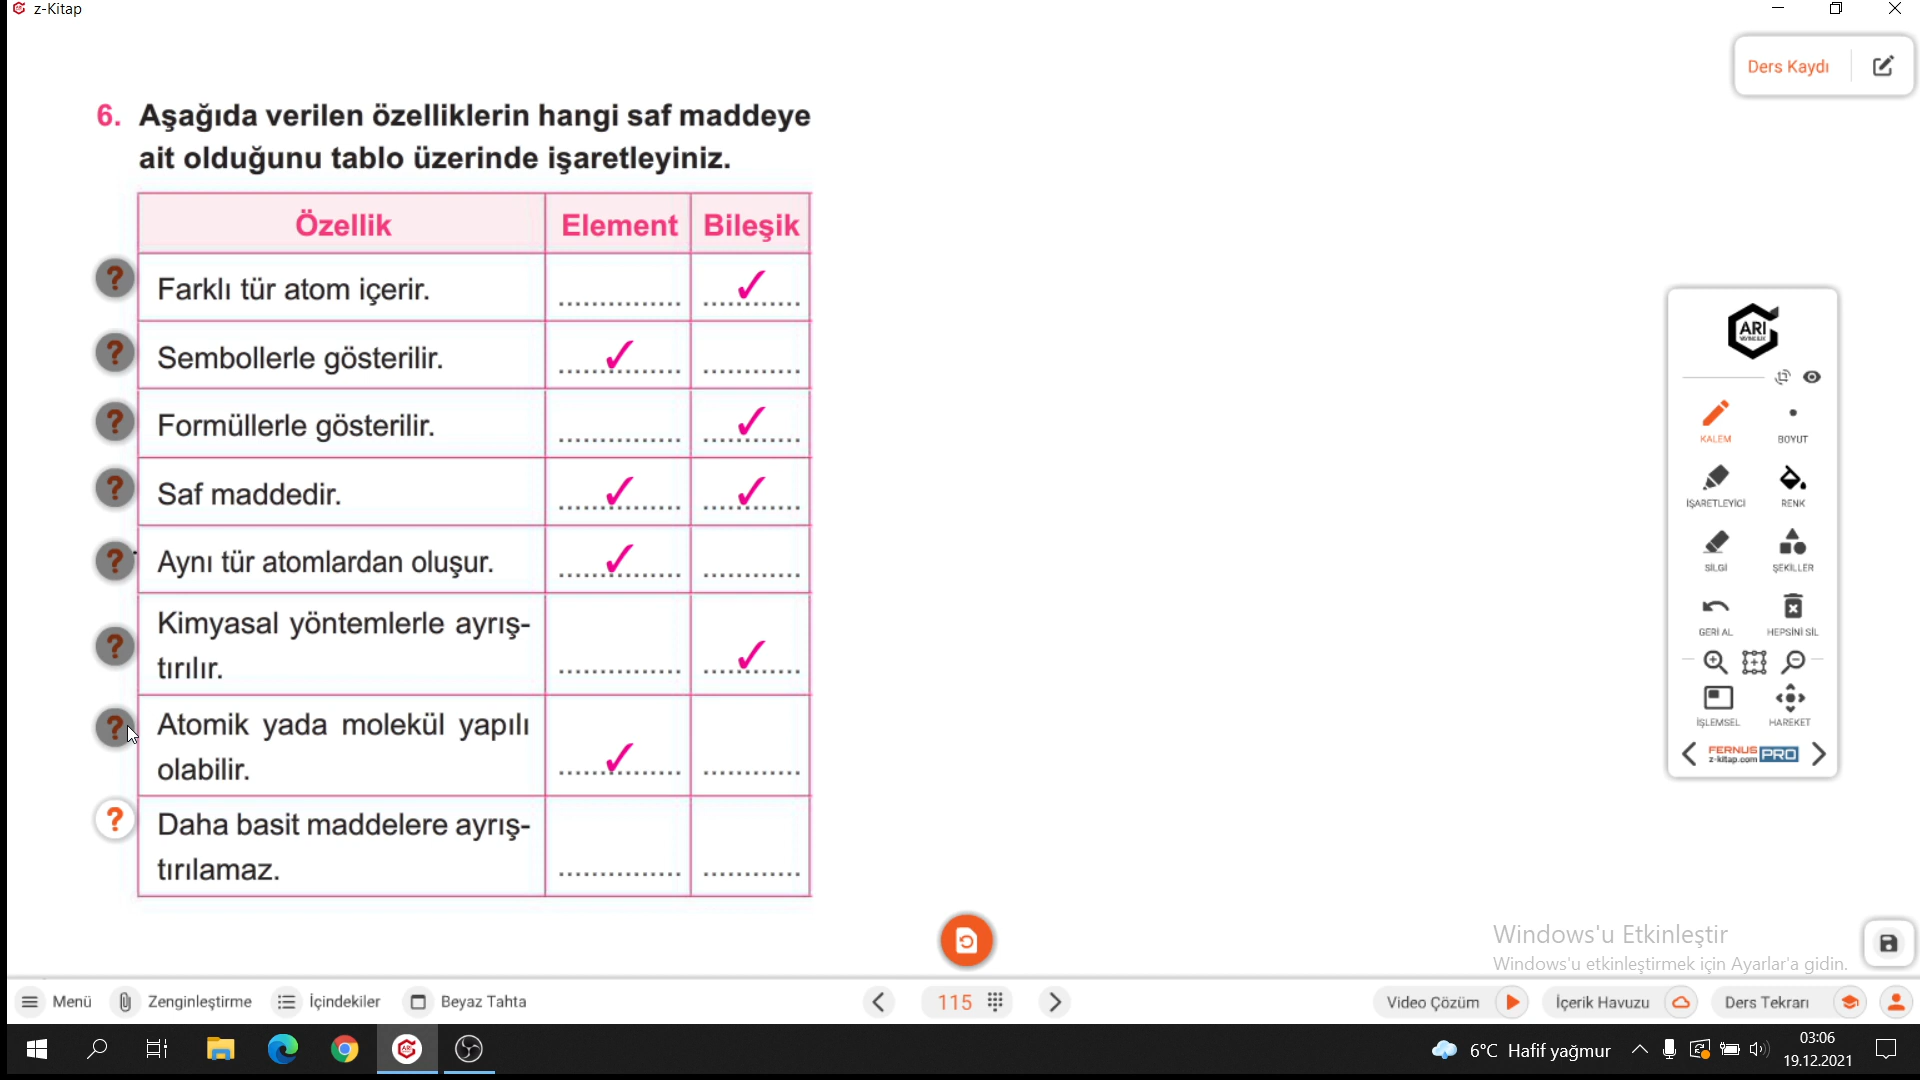 z-Kitap
Ders Kaydı
6. Aşağıda verilen özelliklerin hangi saf maddeye
ait olduğunu tablo üzerinde işaretleyiniz.
Özellik Element Bileşik
? Farklı tür atom içerir. .............. ✓ ...........
? Sembollerle gösterilir. ✓ .............. ...........
? Formüllerle gösterilir. .............. ✓ ...........
? Saf maddedir. ✓ .............. ✓ ...........
? Aynı tür atomlardan oluşur. ✓ .............. ...........
? Kimyasal yöntemlerle ayrış-
tırılır. .............. ✓ ...........
? Atomik yada molekül yapılı
olabilir. ✓ .............. ...........
? Daha basit maddelere ayrış-
tırılamaz. .............. ...........
ARI
YAYINCILIK
KALEM BOYUT
İŞARETLEYİCİ RENK
SİLGİ ŞEKİLLER
GERİ AL HEPSİNİ SİL
İŞLEMSEL HAREKET
FERNUS PRO
z-kitap.com
Windows'u Etkinleştir
Windows'u etkinleştirmek için Ayarlar'a gidin.
Menü Zenginleştirme İçindekiler Beyaz Tahta 115 Video Çözüm İçerik Havuzu Ders Tekrarı
6°C Hafif yağmur 03:06
19.12.2021